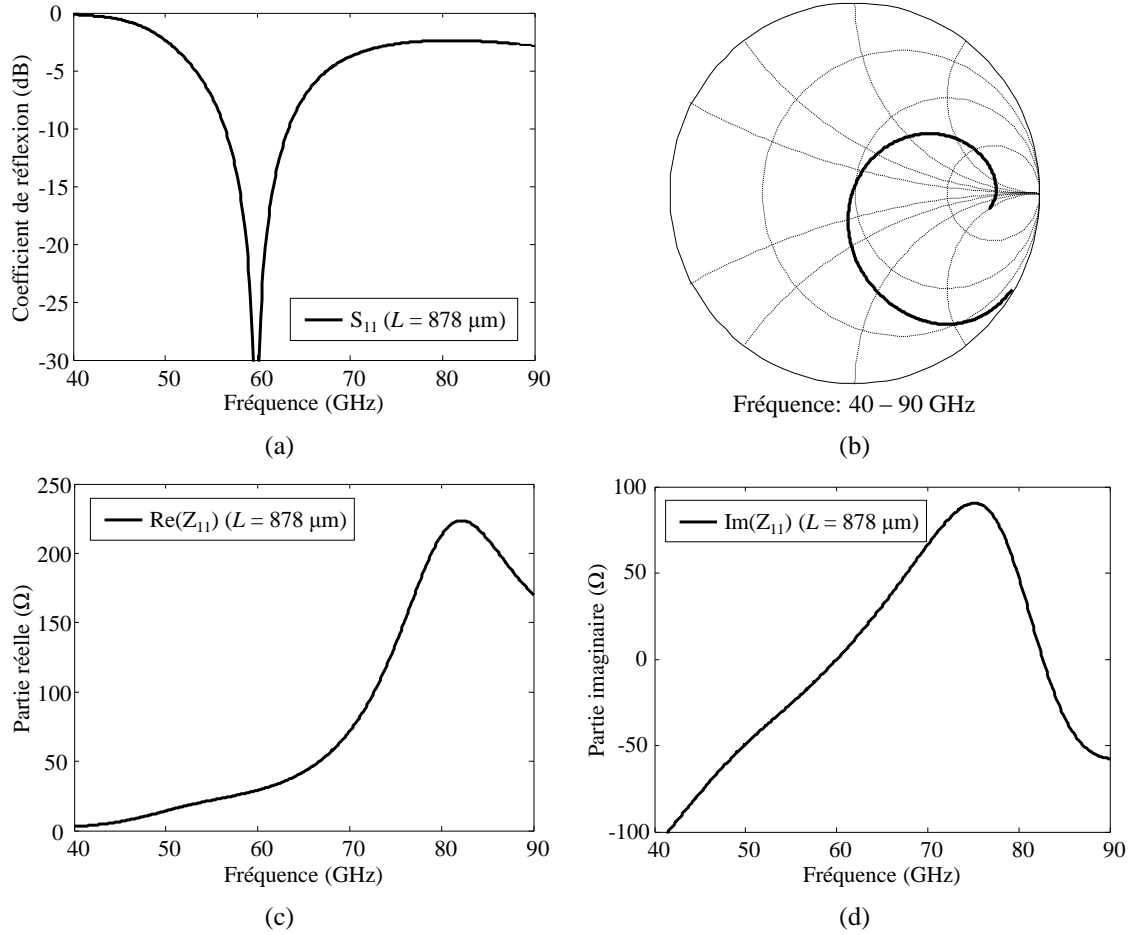 0
-5
-10
-15
-20
-25
-30
Coefficient de réflexion (dB)
S11 (L = 878 μm)
40 50 60 70 80 90
Fréquence (GHz)
(a)
Fréquence: 40 – 90 GHz
(b)
250
200
150
100
50
0
Partie réelle (Ω)
Re(Z11) (L = 878 μm)
40 50 60 70 80 90
Fréquence (GHz)
(c)
100
50
0
-50
-100
Partie imaginaire (Ω)
Im(Z11) (L = 878 μm)
40 50 60 70 80 90
Fréquence (GHz)
(d)